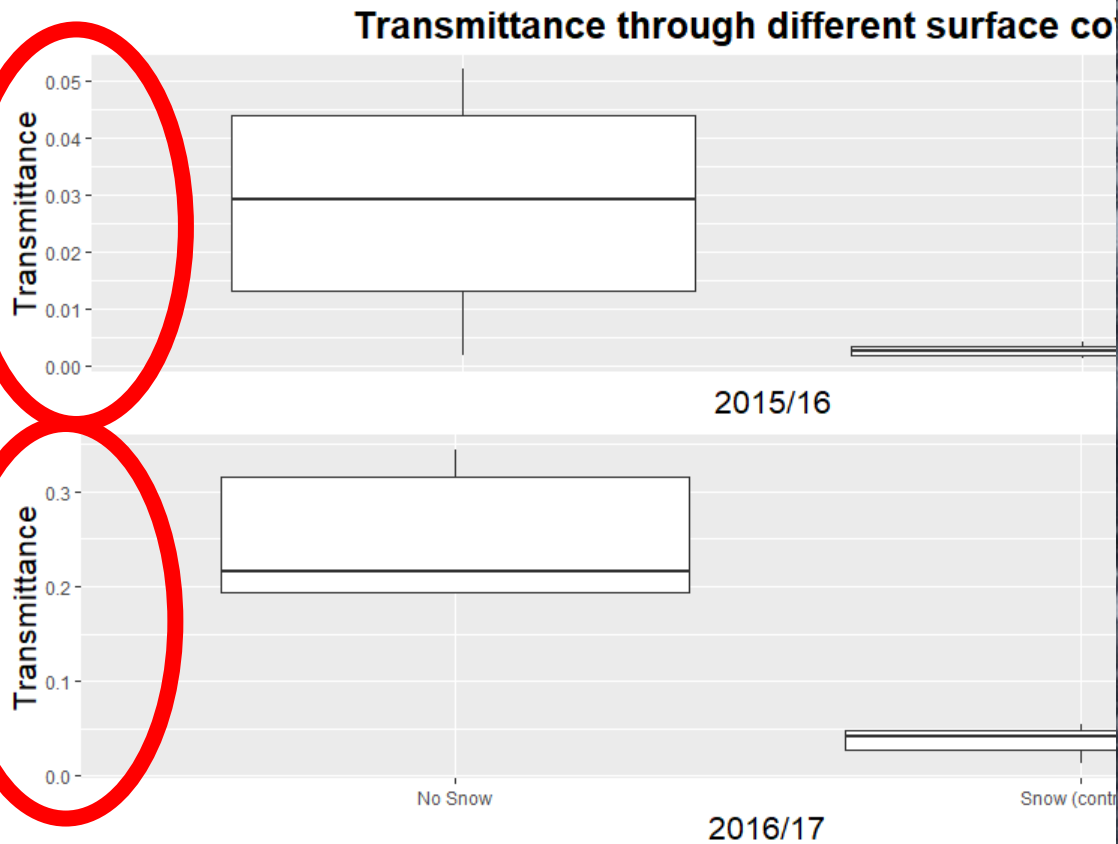 Transmittance through different surface co
Transmittance
0.05
0.04
0.03
0.02
0.01
0.00
2015/16
Transmittance
0.3
0.2
0.1
0.0
No Snow
Snow (contr
2016/17